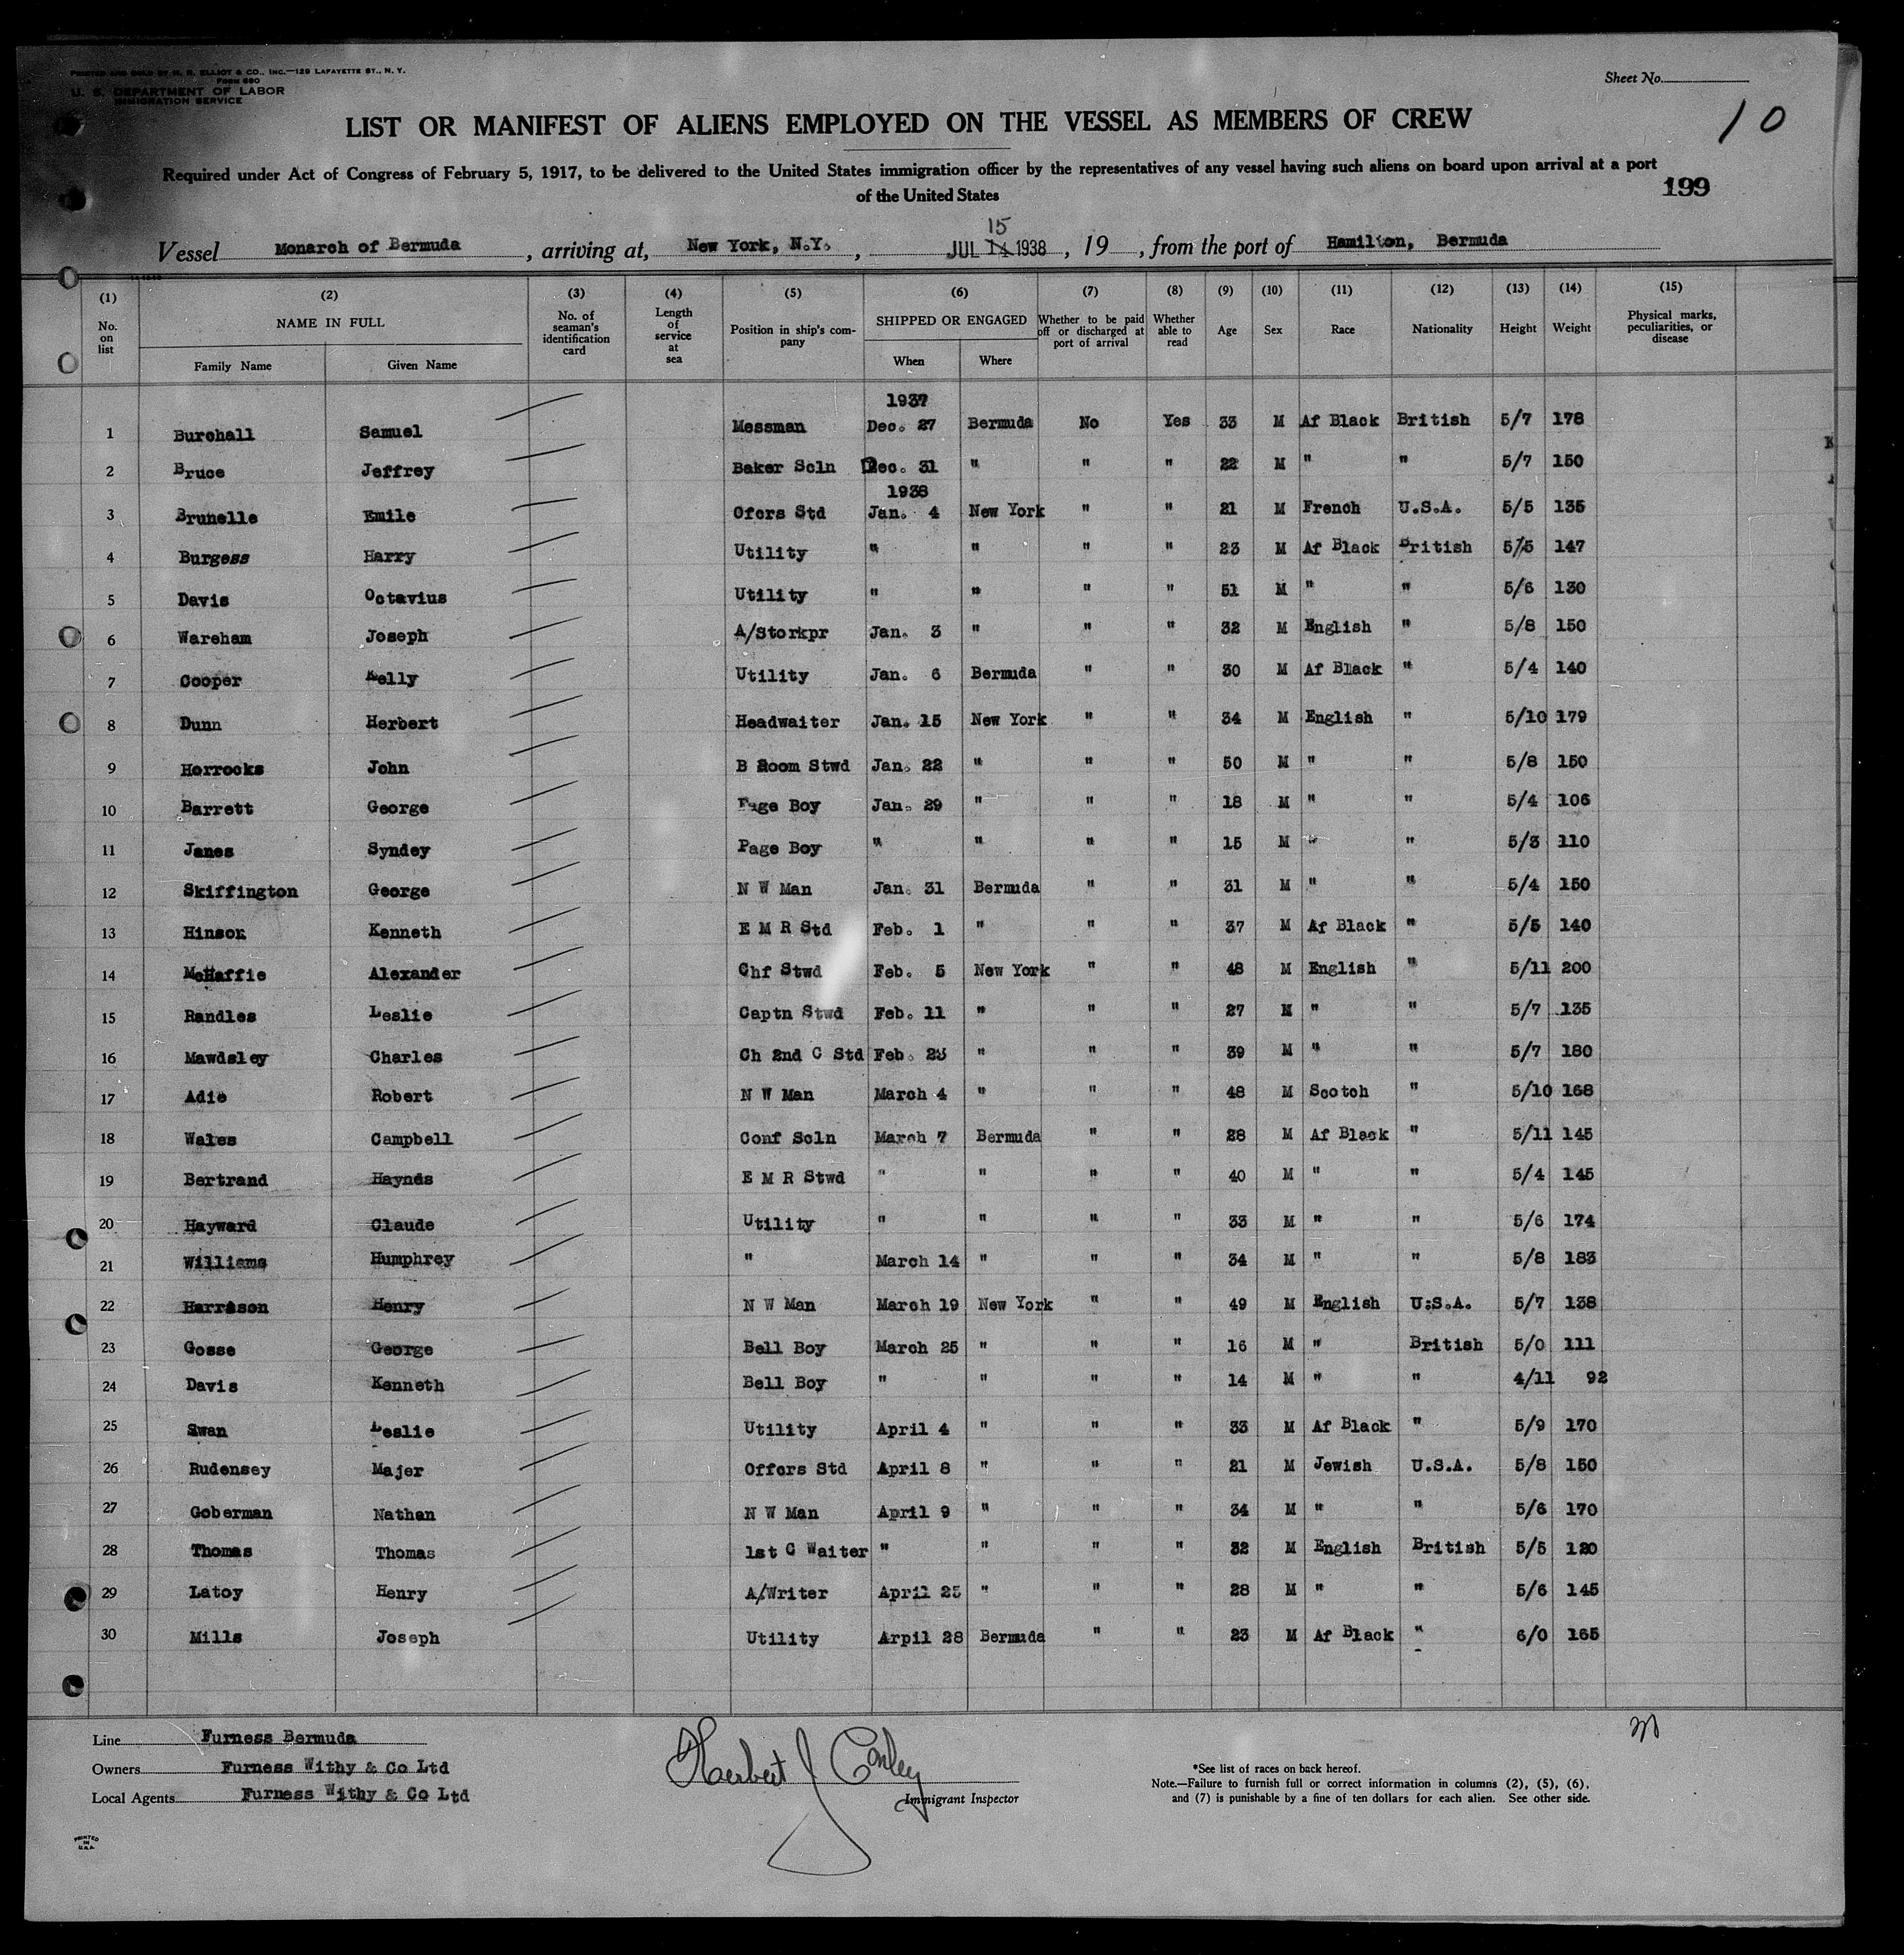 PRINTED AND SOLD BY M. R. ELLIOT & CO., INC.—129 LAFAYETTE ST., N. Y.
Form 680
U. S. DEPARTMENT OF LABOR
IMMIGRATION SERVICE
Sheet No.
10
LIST OR MANIFEST OF ALIENS EMPLOYED ON THE VESSEL AS MEMBERS OF CREW
Required under Act of Congress of February 5, 1917, to be delivered to the United States immigration officer by the representatives of any vessel having such aliens on board upon arrival at a port
of the United States
199
15
Vessel Monarch of Bermuda, arriving at, New York, N.Y., JUL 14 1938, 19 , from the port of Hamilton, Bermuda
(1) (2) (3) (4) (5) (6) (7) (8) (9) (10) (11) (12) (13) (14) (15)
No. on list NAME IN FULL Family Name Given Name No. of seaman's identification card Length of service at sea Position in ship's company SHIPPED OR ENGAGED When Where Whether to be paid off or discharged at port of arrival Whether able to read Age Sex Race Nationality Height Weight Physical marks, peculiarities, or disease
1937
1 Burchall Samuel Messman Dec. 27 Bermuda No Yes 33 M Af Black British 5/7 178
2 Bruce Jeffrey Baker Scln Dec. 31 " " " 22 M " " 5/7 150
1938
3 Brunelle Emile Ofcrs Std Jan. 4 New York " " 21 M French U.S.A. 5/5 135
4 Burgess Harry Utility " " " " 23 M Af Black British 5/5 147
5 Davis Octavius Utility " " " " 51 M " " 5/6 130
6 Wareham Joseph A/Storkpr Jan. 3 " " " 32 M English " 5/8 150
7 Cooper Kelly Utility Jan. 6 Bermuda " " 30 M Af Black " 5/4 140
8 Dunn Herbert Headwaiter Jan. 15 New York " " 34 M English " 5/10 179
9 Horrocks John B Room Stwd Jan. 22 " " " 50 M " " 5/8 150
10 Barrett George Page Boy Jan. 29 " " " 18 M " " 5/4 106
11 Janes Syndey Page Boy " " " " 15 M " " 5/3 110
12 Skiffington George N W Man Jan. 31 Bermuda " " 31 M " " 5/4 150
13 Hinson Kenneth E M R Std Feb. 1 " " " 37 M Af Black " 5/5 140
14 McHaffie Alexander Chf Stwd Feb. 5 New York " " 48 M English " 5/11 200
15 Randles Leslie Captn Stwd Feb. 11 " " " 27 M " " 5/7 135
16 Mawdsley Charles Ch 2nd C Std Feb. 23 " " " 39 M " " 5/7 180
17 Adie Robert N W Man March 4 " " " 48 M Scotch " 5/10 168
18 Wales Campbell Conf Scln March 7 Bermuda " " 28 M Af Black " 5/11 145
19 Bertrand Haynds E M R Stwd " " " " 40 M " " 5/4 145
20 Hayward Claude Utility " " " " 33 M " " 5/6 174
21 Williams Humphrey " March 14 " " " 34 M " " 5/8 183
22 Harrison Henry N W Man March 19 New York " " 49 M English U.S.A. 5/7 138
23 Gosse George Bell Boy March 25 " " " 16 M " British 5/0 111
24 Davis Kenneth Bell Boy " " " " 14 M " " 4/11 92
25 Swan Leslie Utility April 4 " " " 33 M Af Black " 5/9 170
26 Rudensey Majer Offcrs Std April 8 " " " 21 M Jewish U.S.A. 5/8 150
27 Goberman Nathan N W Man April 9 " " " 34 M " " 5/6 170
28 Thomas Thomas 1st C Waiter " " " " 32 M English British 5/5 120
29 Latoy Henry A/Writer April 25 " " " 28 M " " 5/6 145
30 Mills Joseph Utility Arpil 28 Bermuda " " 23 M Af Black " 6/0 165
Line Furness Bermuda
Owners Furness Withy & Co Ltd
Local Agents Furness Withy & Co Ltd
Herbert J Conley
Immigrant Inspector
*See list of races on back hereof.
Note.—Failure to furnish full or correct information in columns (2), (5), (6),
and (7) is punishable by a fine of ten dollars for each alien. See other side.
PRINTED
IN
U.S.A.